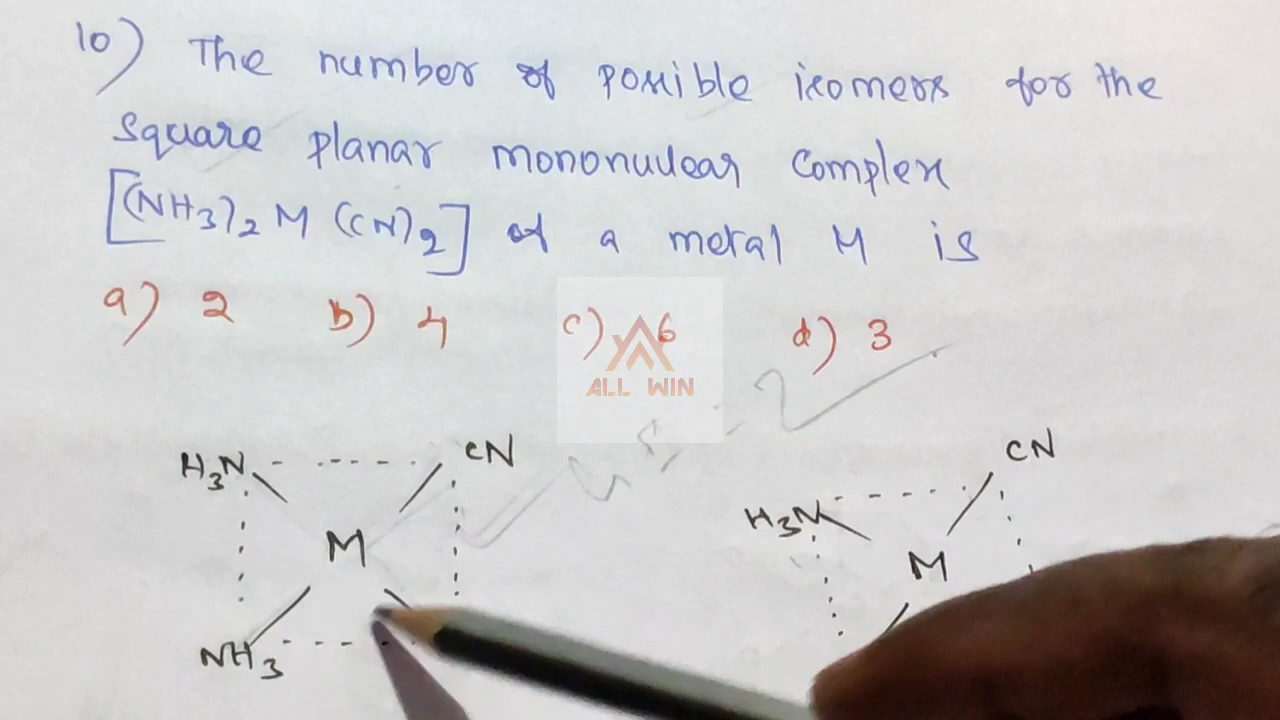 10) The number of possible isomers for the
square planar mononulear complex
[(NH3)2 M (CN)2] of a metal M is
a) 2 b) 4 c) 6 d) 3
ALL WIN
H3N CN
M
NH3
CN
H3N
M